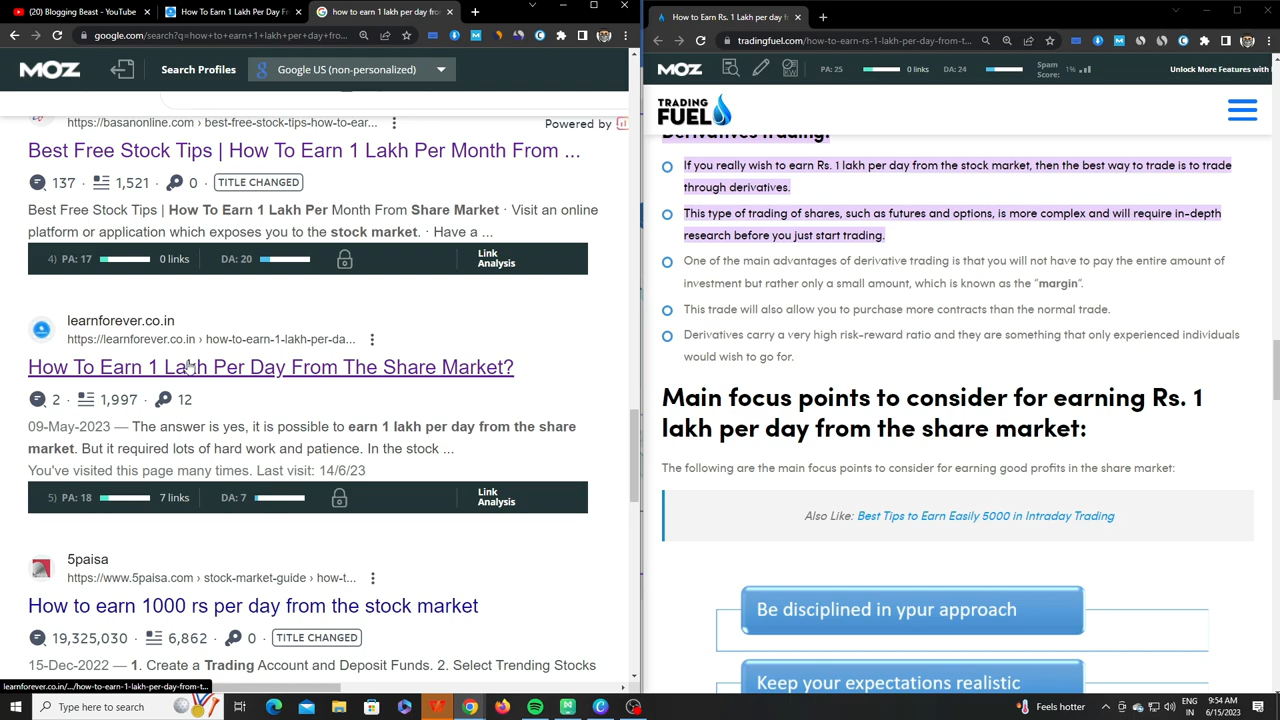 (20) Blogging Beast - YouTube
How To Earn 1 Lakh Per Day F
how to earn 1 lakh per day fro
google.com/search?q=how+to+earn+1+lakh+per+day+fro...
MOZ
Search Profiles
Google US (non-personalized)
https://basanonline.com › best-free-stock-tips-how-to-ear...
Powered by
Best Free Stock Tips | How To Earn 1 Lakh Per Month From ...
137 · 1,521 · 0 · TITLE CHANGED
Best Free Stock Tips | How To Earn 1 Lakh Per Month From Share Market · Visit an online
platform or application which exposes you to the stock market. · Have a ...
4) PA: 17 0 links DA: 20 Link
Analysis
learnforever.co.in
https://learnforever.co.in › how-to-earn-1-lakh-per-da...
How To Earn 1 Lakh Per Day From The Share Market?
2 · 1,997 · 12
09-May-2023 — The answer is yes, it is possible to earn 1 lakh per day from the share
market. But it required lots of hard work and patience. In the stock ...
You've visited this page many times. Last visit: 14/6/23
5) PA: 18 7 links DA: 7 Link
Analysis
5paisa
https://www.5paisa.com › stock-market-guide › how-t...
How to earn 1000 rs per day from the stock market
19,325,030 · 6,862 · 0 · TITLE CHANGED
15-Dec-2022 — 1. Create a Trading Account and Deposit Funds. 2. Select Trending Stocks
learnforever.co.in/.../how-to-earn-1-lakh-per-day-from-t...
How to Earn Rs. 1 Lakh per day f
tradingfuel.com/how-to-earn-rs-1-lakh-per-day-from-t...
MOZ
PA: 25 0 links DA: 24 Spam
Score: 1% Unlock More Features with
TRADING
FUEL
Derivatives trading:
If you really wish to earn Rs. 1 lakh per day from the stock market, then the best way to trade is to trade
through derivatives.
This type of trading of shares, such as futures and options, is more complex and will require in-depth
research before you just start trading.
One of the main advantages of derivative trading is that you will not have to pay the entire amount of
investment but rather only a small amount, which is known as the “margin”.
This trade will also allow you to purchase more contracts than the normal trade.
Derivatives carry a very high risk-reward ratio and they are something that only experienced individuals
would wish to go for.
Main focus points to consider for earning Rs. 1
lakh per day from the share market:
The following are the main focus points to consider for earning good profits in the share market:
Also Like: Best Tips to Earn Easily 5000 in Intraday Trading
Be disciplined in ypur approach
Keep your expectations realistic
Type here to search
Feels hotter
ENG
IN
9:54 AM
6/15/2023